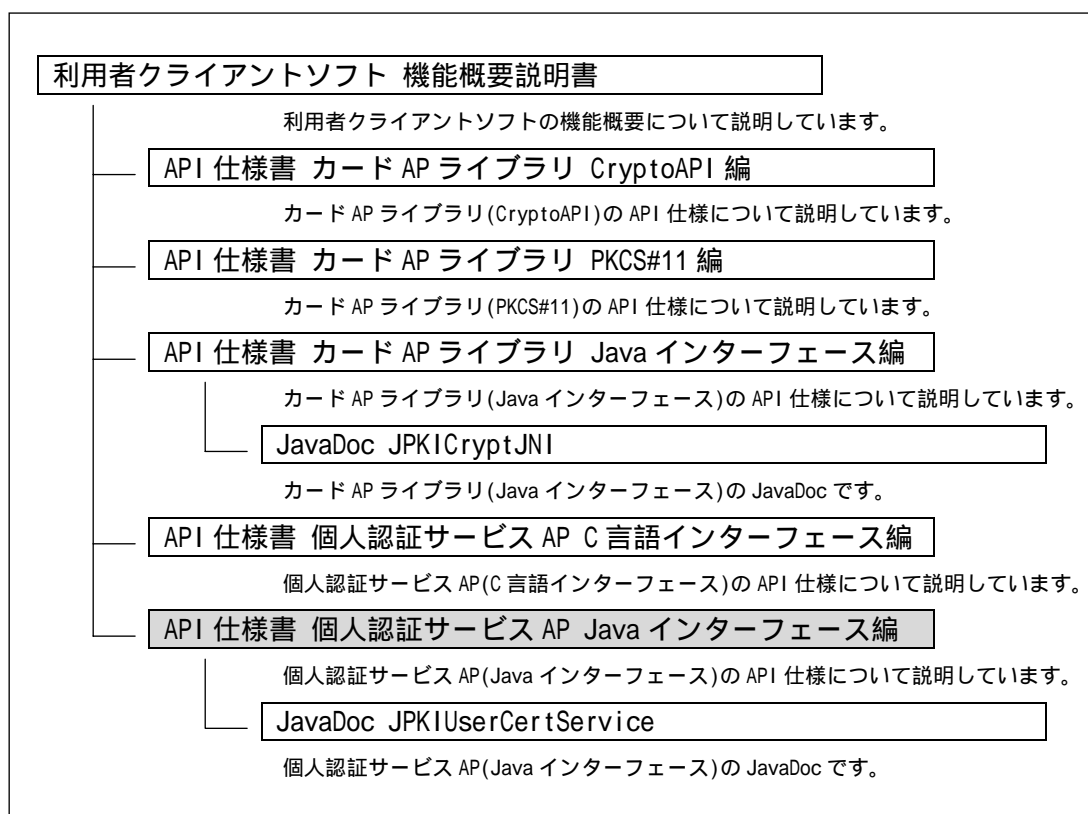 利用者クライアントソフト 機能概要説明書
利用者クライアントソフトの機能概要について説明しています。
API 仕様書 カード AP ライブラリ CryptoAPI 編
カード AP ライブラリ(CryptoAPI)の API 仕様について説明しています。
API 仕様書 カード AP ライブラリ PKCS#11 編
カード AP ライブラリ(PKCS#11)の API 仕様について説明しています。
API 仕様書 カード AP ライブラリ Java インターフェース編
カード AP ライブラリ(Java インターフェース)の API 仕様について説明しています。
JavaDoc JPKICryptJNI
カード AP ライブラリ(Java インターフェース)の JavaDoc です。
API 仕様書 個人認証サービス AP C 言語インターフェース編
個人認証サービス AP(C 言語インターフェース)の API 仕様について説明しています。
API 仕様書 個人認証サービス AP Java インターフェース編
個人認証サービス AP(Java インターフェース)の API 仕様について説明しています。
JavaDoc JPKIUserCertService
個人認証サービス AP(Java インターフェース)の JavaDoc です。